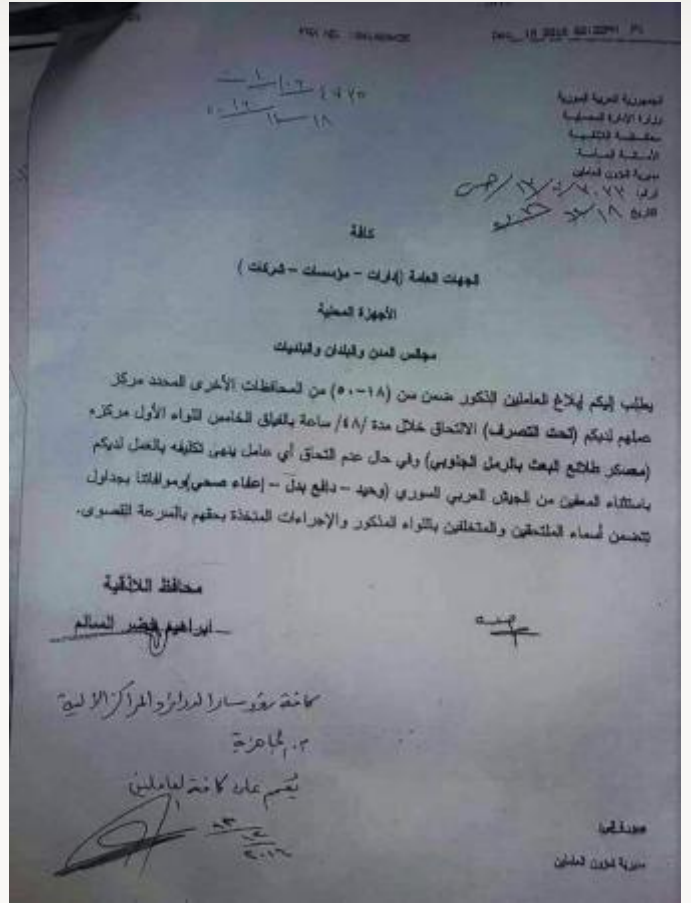 الجمهورية العربية السورية
وزارة الإدارة المحلية
محافظة اللاذقية
الأمانة العامة
مديرية شؤون العاملين
كافة
الجهات العامة (إدارات – مؤسسات – شركات )
الأجهزة المحلية
مجالس المدن والبلدان والبلديات
يطلب إليكم إبلاغ العاملين الذكور ضمن سن (١٨-٥٠) من المحافظات الأخرى المحدد مركز
عملهم لديكم (تحت التصرف) الالتحاق خلال مدة /٤٨/ ساعة بالفيلق الخامس اللواء الأول مركزه
(معسكر طلائع البعث بالرمل الجنوبي) وفي حال عدم التحاق أي عامل ينهى تكليفه بالعمل لديكم
باستثناء المعفين من الجيش العربي السوري (وحيد – دافع بدل – إعفاء صحي)وموافاتنا بجداول
تتضمن أسماء الملتحقين والمتخلفين باللواء المذكور والإجراءات المتخذة بحقهم بالسرعة القصوى.
محافظ اللاذقية
ابراهيم خضر السالم
كافة
يعمم على كافة العاملين
صورة إلى:
مديرية شؤون العاملين